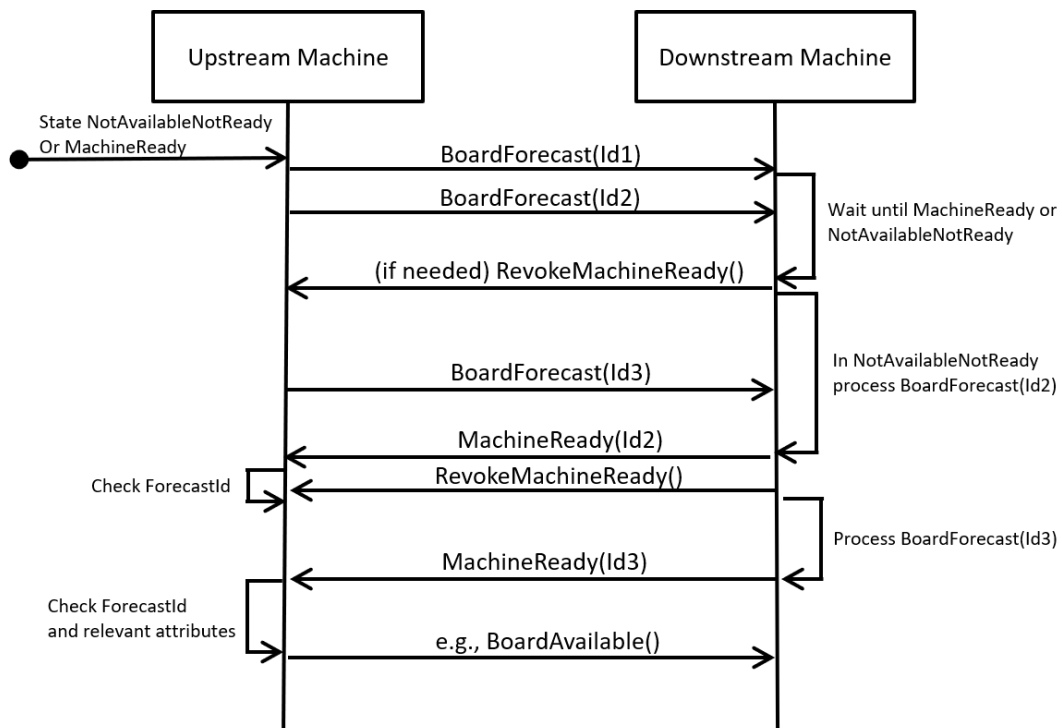 Upstream Machine
Downstream Machine
State NotAvailableNotReady
Or MachineReady
BoardForecast(Id1)
BoardForecast(Id2)
Wait until MachineReady or
NotAvailableNotReady
(if needed) RevokeMachineReady()
In NotAvailableNotReady
process BoardForecast(Id2)
BoardForecast(Id3)
MachineReady(Id2)
RevokeMachineReady()
Check ForecastId
Process BoardForecast(Id3)
MachineReady(Id3)
Check ForecastId
and relevant attributes
e.g., BoardAvailable()